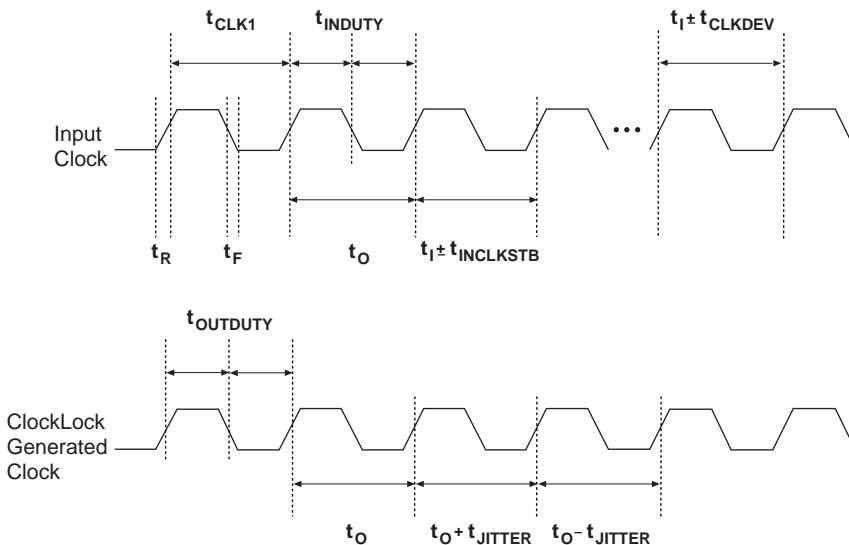 tCLK1 tINDUTY tI ± tCLKDEV
Input
Clock
•••
tR tF tO tI ± tINCLKSTB
tOUTDUTY
ClockLock
Generated
Clock
tO tO + tJITTER tO – tJITTER